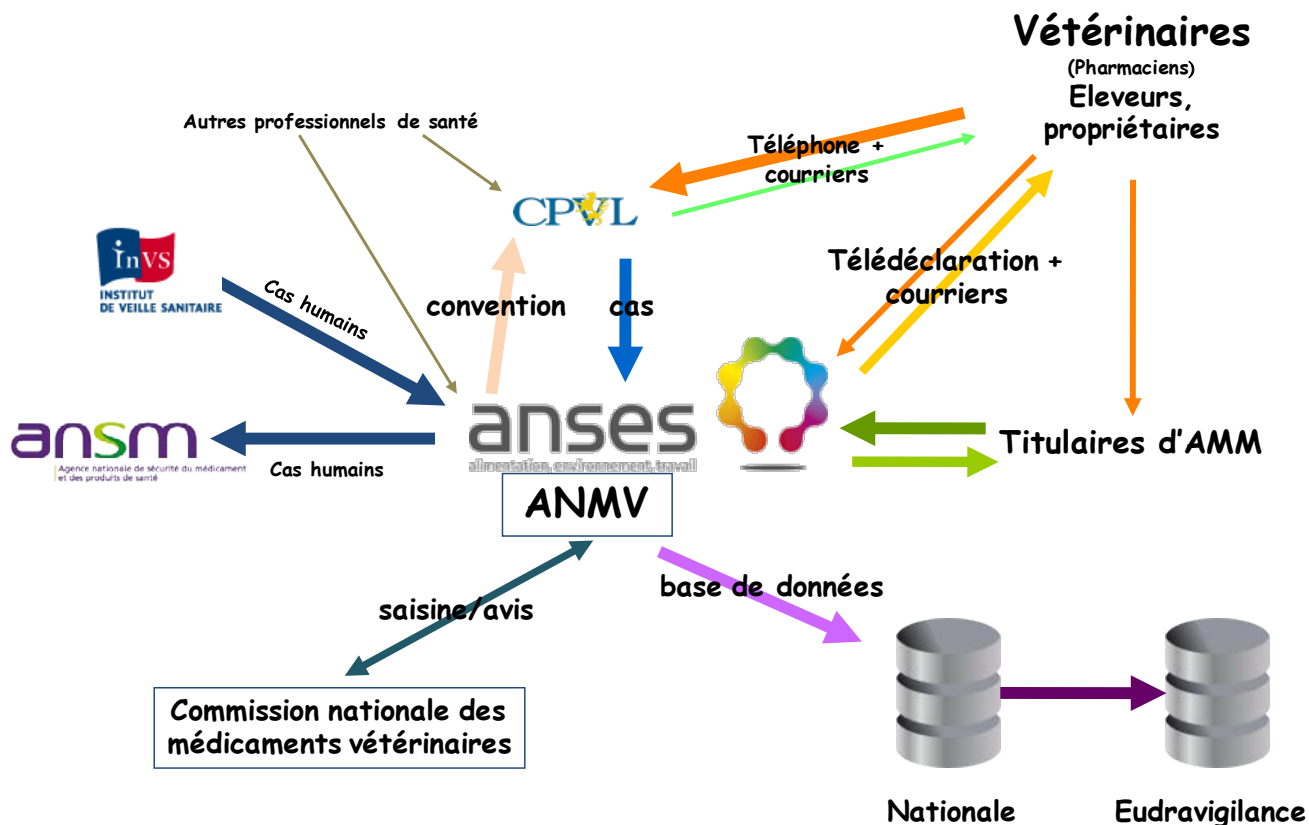 Vétérinaires
(Pharmaciens)
Eleveurs,
propriétaires
Autres professionnels de santé
Téléphone +
courriers
CPVL
InVS
INSTITUT
DE VEILLE SANITAIRE
Cas humains
convention
cas
Télédéclaration +
courriers
anses
alimentation, environnement, travail
ansm
Agence nationale de sécurité du médicament
et des produits de santé
Cas humains
Titulaires d'AMM
ANMV
saisine/avis
base de données
Commission nationale des
médicaments vétérinaires
Nationale
Eudravigilance